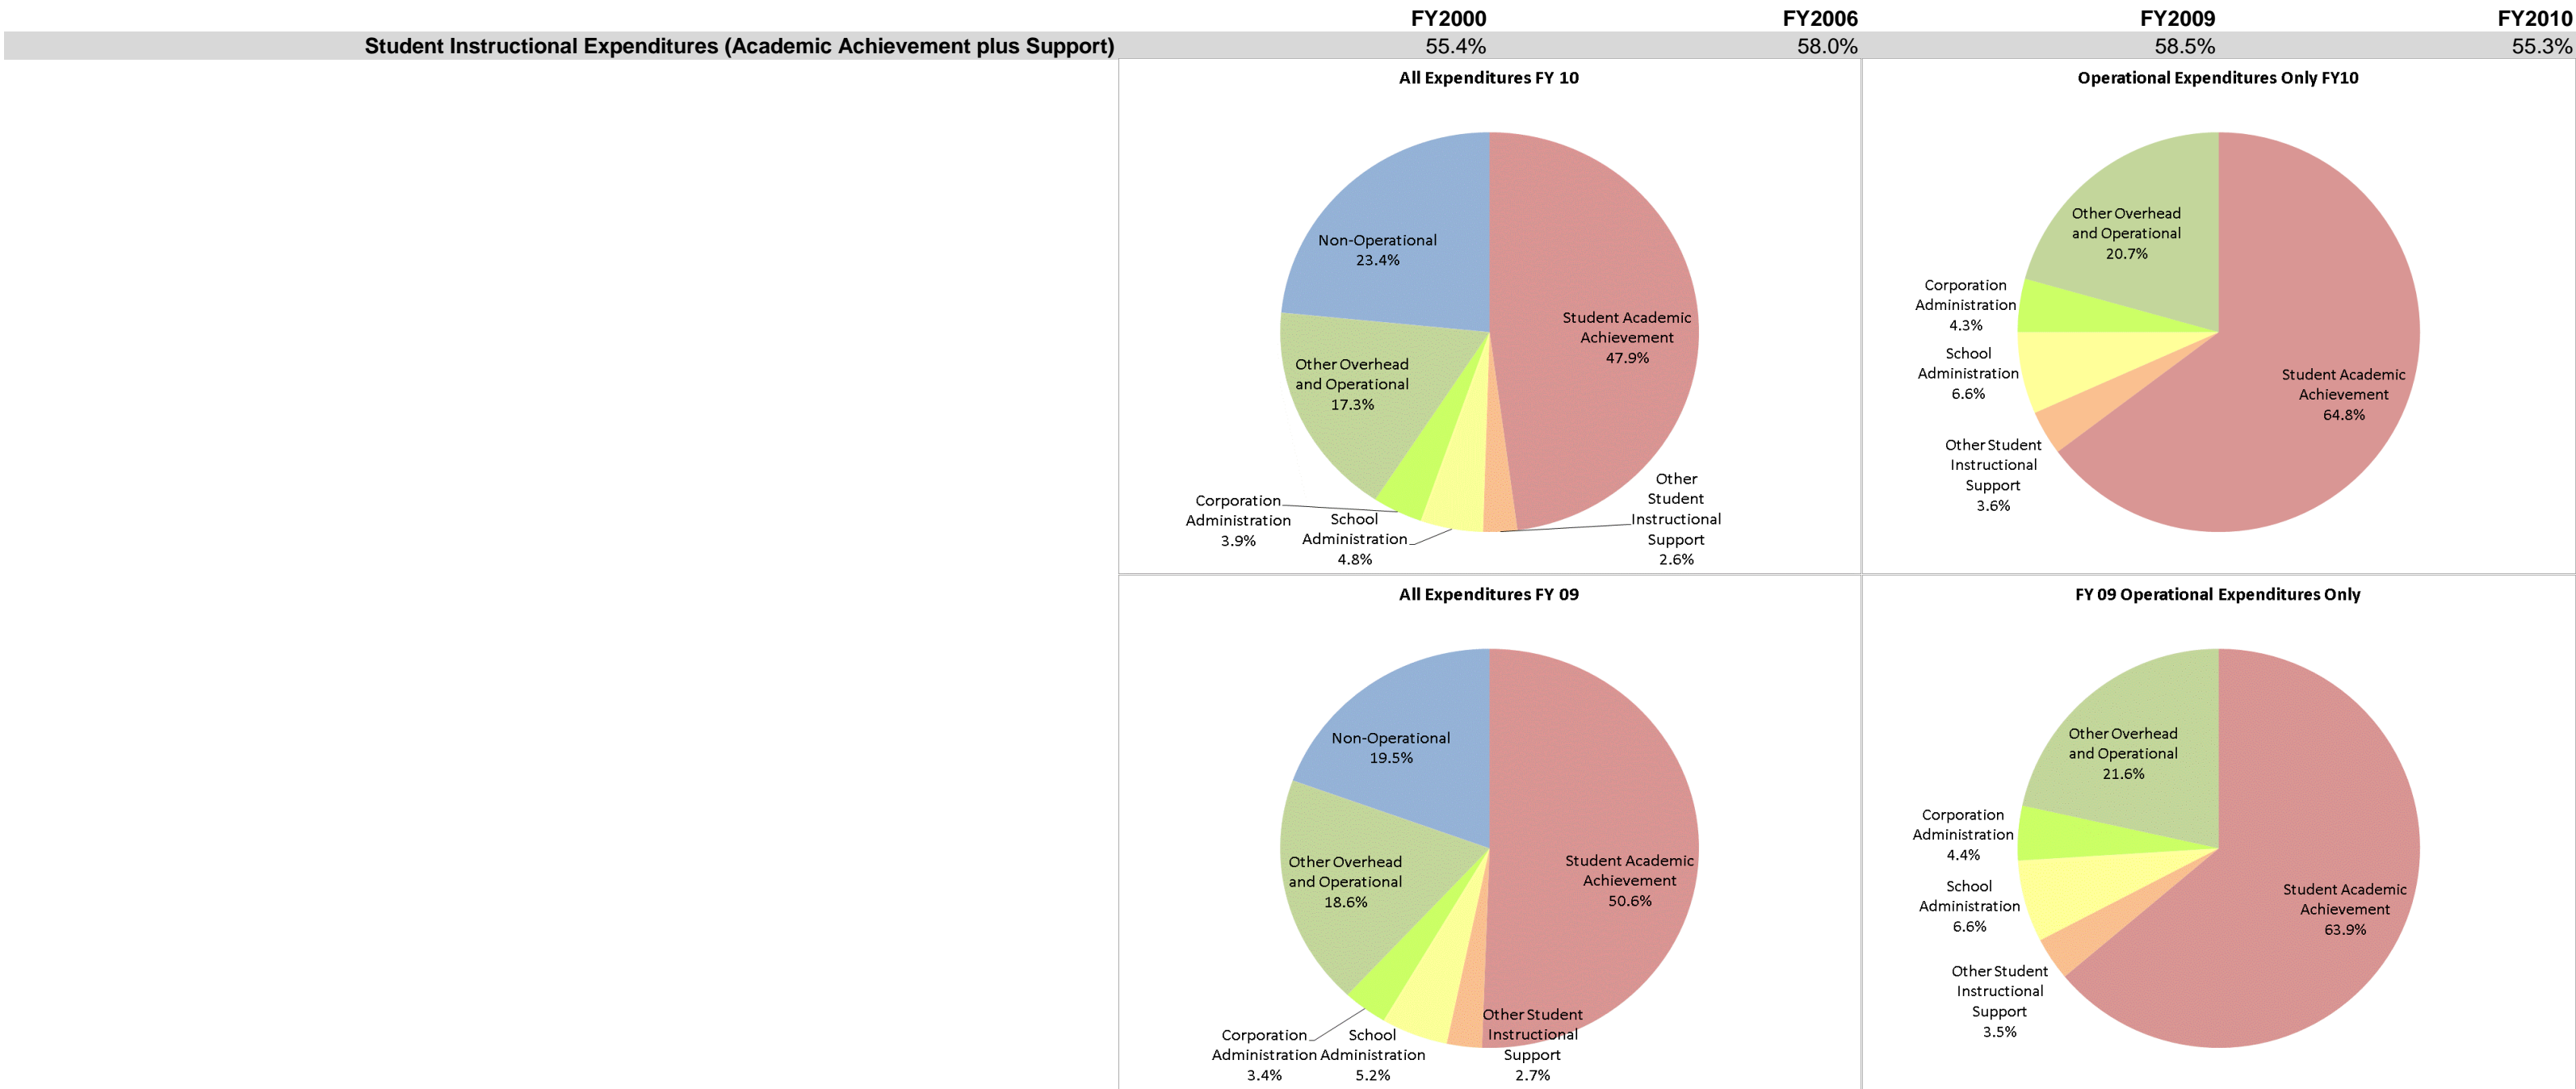 FY2000 FY2006 FY2009 FY2010
Student Instructional Expenditures (Academic Achievement plus Support) 55.4% 58.0% 58.5% 55.3%
All Expenditures FY 10
Non-Operational
23.4%
Student Academic
Achievement
47.9%
Other Overhead
and Operational
17.3%
Corporation
Administration
3.9%
School
Administration
4.8%
Other
Student
Instructional
Support
2.6%
Operational Expenditures Only FY10
Other Overhead
and Operational
20.7%
Corporation
Administration
4.3%
School
Administration
6.6%
Student Academic
Achievement
64.8%
Other Student
Instructional
Support
3.6%
All Expenditures FY 09
Non-Operational
19.5%
Other Overhead
and Operational
18.6%
Student Academic
Achievement
50.6%
Corporation
Administration
3.4%
School
Administration
5.2%
Other Student
Instructional
Support
2.7%
FY 09 Operational Expenditures Only
Other Overhead
and Operational
21.6%
Corporation
Administration
4.4%
School
Administration
6.6%
Student Academic
Achievement
63.9%
Other Student
Instructional
Support
3.5%